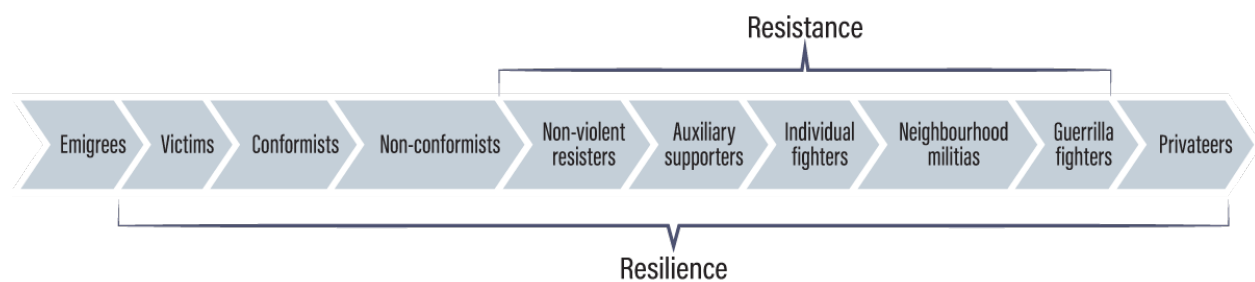 Resistance
Emigrees
Victims
Conformists
Non-conformists
Non-violent
resisters
Auxiliary
supporters
Individual
fighters
Neighbourhood
militias
Guerrilla
fighters
Privateers
Resilience